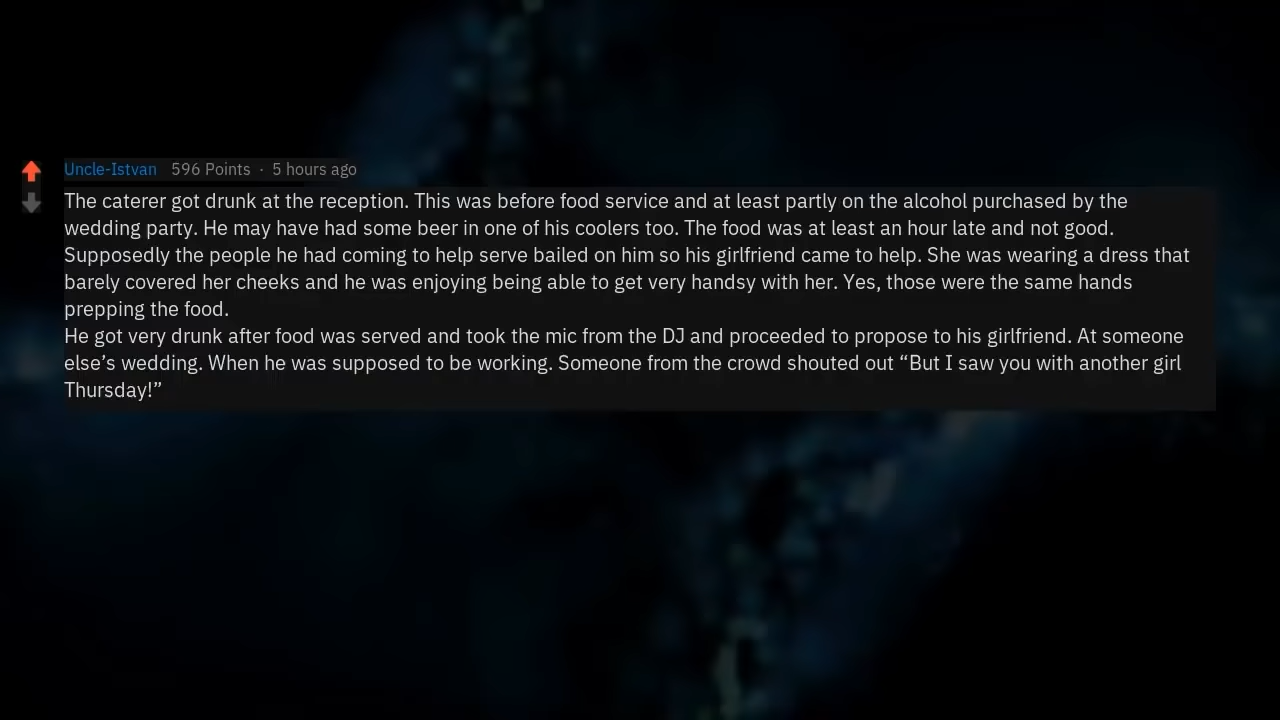 Uncle-Istvan 596 Points · 5 hours ago
The caterer got drunk at the reception. This was before food service and at least partly on the alcohol purchased by the
wedding party. He may have had some beer in one of his coolers too. The food was at least an hour late and not good.
Supposedly the people he had coming to help serve bailed on him so his girlfriend came to help. She was wearing a dress that
barely covered her cheeks and he was enjoying being able to get very handsy with her. Yes, those were the same hands
prepping the food.
He got very drunk after food was served and took the mic from the DJ and proceeded to propose to his girlfriend. At someone
else’s wedding. When he was supposed to be working. Someone from the crowd shouted out “But I saw you with another girl
Thursday!”